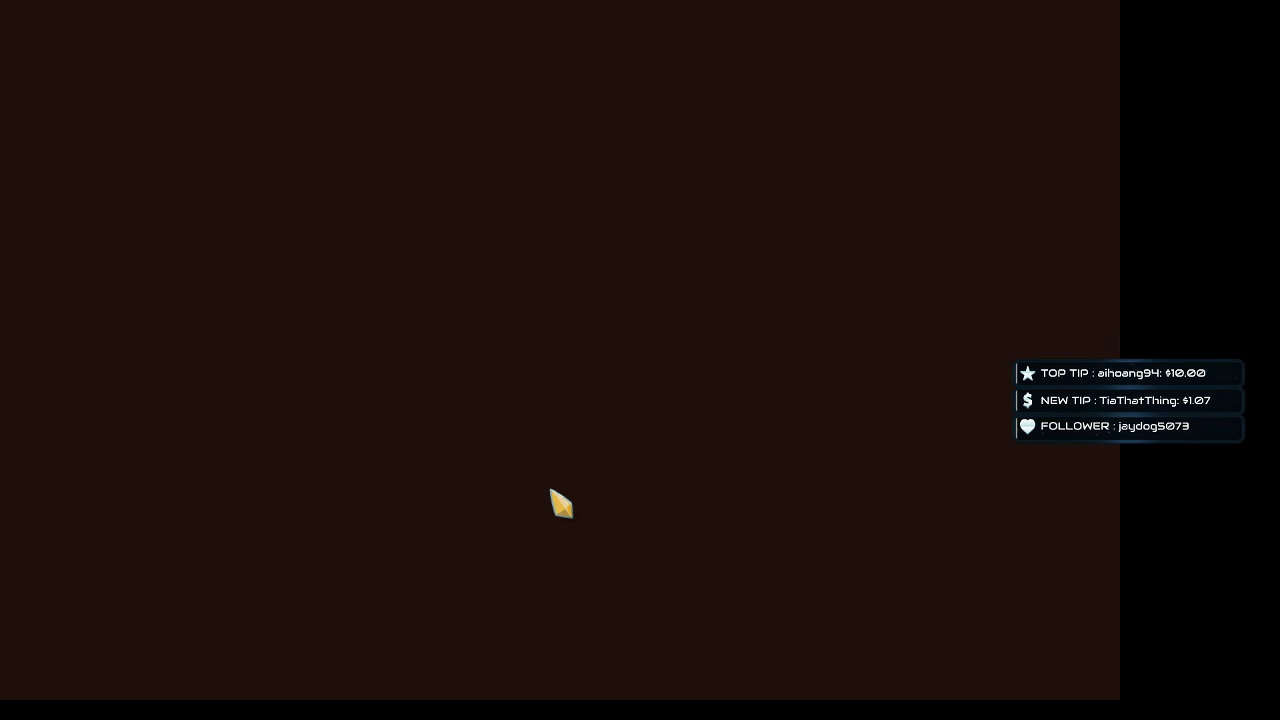 TOP TIP : aihoang94: $10.00
NEW TIP : TiaThatThing: $1.07
FOLLOWER : jaydog5073